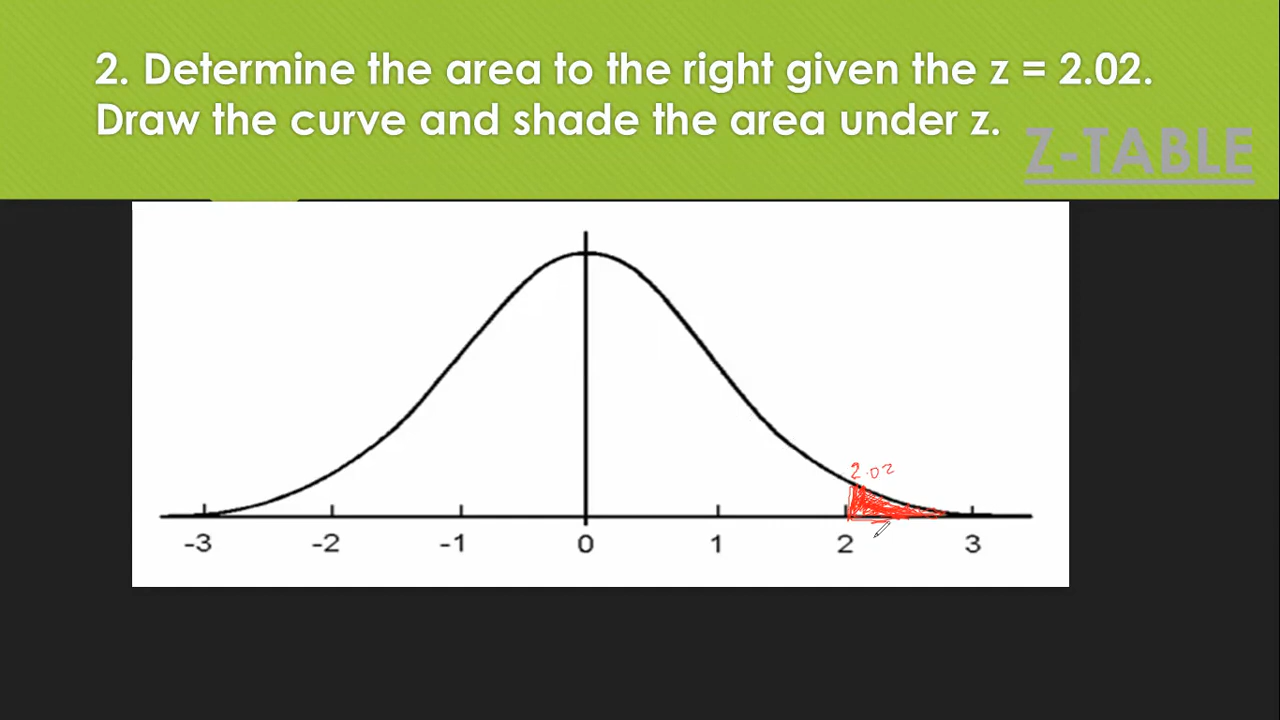 2. Determine the area to the right given the z = 2.02.
Draw the curve and shade the area under z.
Z-TABLE
2.02
-3 -2 -1 0 1 2 3